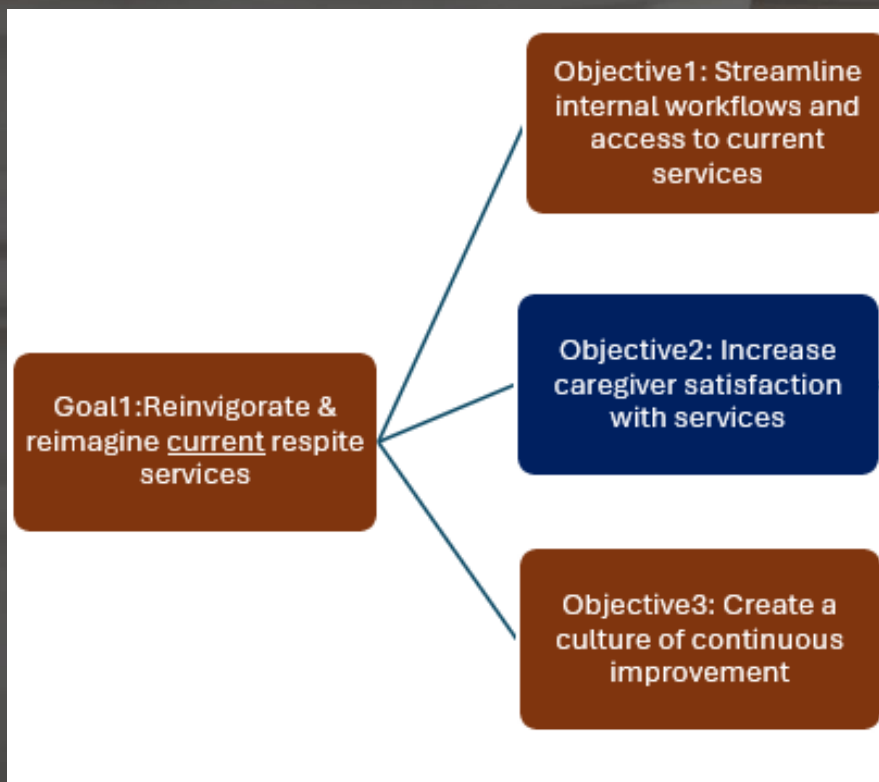 Objective1: Streamline
internal workflows and
access to current
services
Objective2: Increase
caregiver satisfaction
with services
Goal1:Reinvigorate &
reimagine current respite
services
Objective3: Create a
culture of continuous
improvement